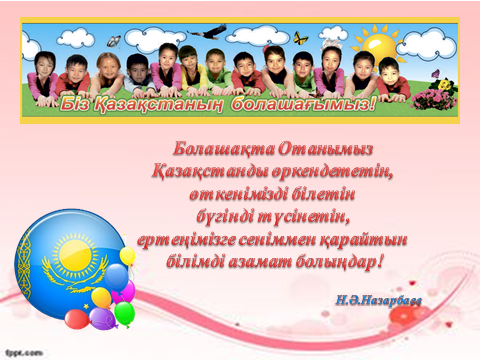 Біз Қазақстаның болашағымыз!
Болашақта Отанымыз
Қазақстанды өркендететін,
өткенімізді білетін
бүгінді түсінетін,
ертеңімізге сеніммен қарайтын
білімді азамат болыңдар!
Н.Ә.Назарбаев
fppt.com